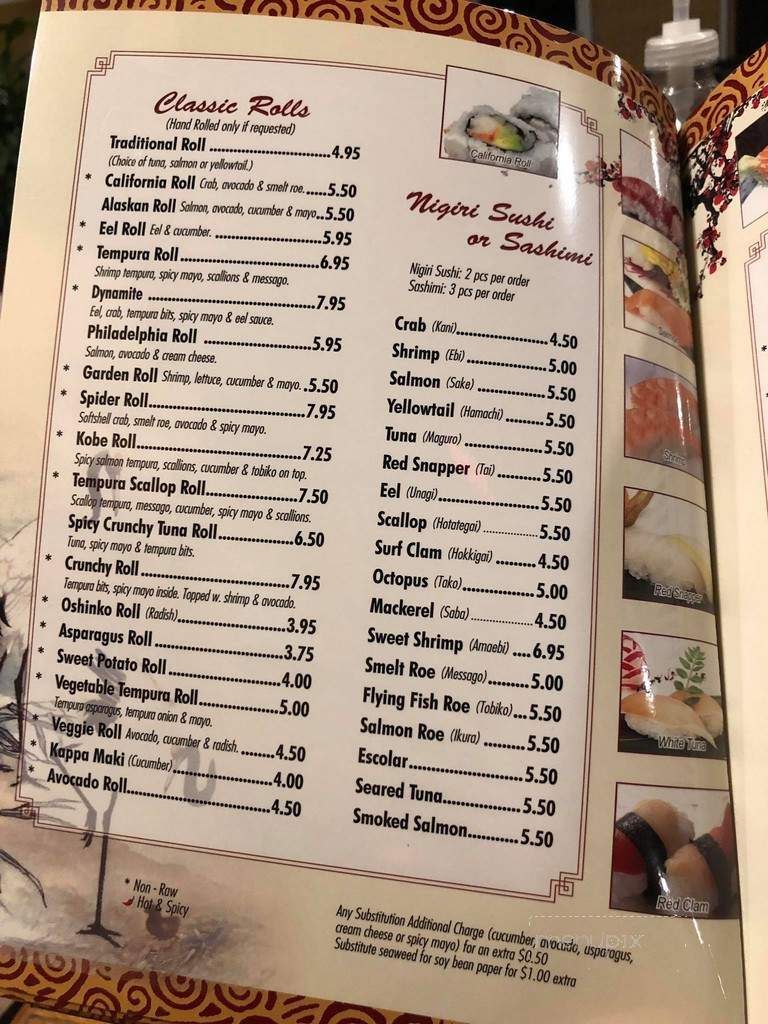 Classic Rolls
(Hand Rolled only if requested)
Traditional Roll ..............................4.95
(Choice of tuna, salmon or yellowtail.)
* California Roll Crab, avocado & smelt roe. .....5.50
Alaskan Roll Salmon, avocado, cucumber & mayo..5.50
* Eel Roll Eel & cucumber. ..........................5.95
* Tempura Roll..................................6.95
Shrimp tempura, spicy mayo, scallions & messago.
* Dynamite ........................................7.95
Eel, crab, tempura bits, spicy mayo & eel sauce.
Philadelphia Roll ...........................5.95
Salmon, avocado & cream cheese.
* Garden Roll Shrimp, lettuce, cucumber & mayo. .5.50
* Spider Roll......................................7.95
Softshell crab, smelt roe, avocado & spicy mayo.
* Kobe Roll........................................7.25
Spicy salmon tempura, scallions, cucumber & tobiko on top.
* Tempura Scallop Roll......................7.50
Scallop tempura, messago, cucumber, spicy mayo & scallions.
Spicy Crunchy Tuna Roll..................6.50
Tuna, spicy mayo & tempura bits.
* Crunchy Roll...................................7.95
Tempura bits, spicy mayo inside. Topped w. shrimp & avocado.
* Oshinko Roll (Radish)..........................3.95
* Asparagus Roll ...............................3.75
* Sweet Potato Roll...........................4.00
* Vegetable Tempura Roll...................5.00
Tempura asparagus, tempura onion & mayo.
* Veggie Roll Avocado, cucumber & radish. .........4.50
* Kappa Maki (Cucumber)........................4.00
* Avocado Roll..................................4.50
* Non - Raw
Hot & Spicy
California Roll
Nigiri Sushi
or Sashimi
Nigiri Sushi: 2 pcs per order
Sashimi: 3 pcs per order
Crab (Kani)......................4.50
Shrimp (Ebi) ....................5.00
Salmon (Sake) .................5.50
Yellowtail (Hamachi) ..........5.50
Tuna (Maguro) .................5.50
Red Snapper (Tai) ............5.50
Eel (Unagi)........................5.50
Scallop (Hotategai) ...............5.50
Surf Clam (Hokkigai) .........4.50
Octopus (Tako)..................5.00
Mackerel (Saba) .................4.50
Sweet Shrimp (Amaebi) ....6.95
Smelt Roe (Messago)..........5.00
Flying Fish Roe (Tobiko)...5.50
Salmon Roe (Ikura) ...........5.50
Escolar.........................5.50
Seared Tuna.................5.50
Smoked Salmon...........5.50
Any Substitution Additional Charge (cucumber, avocado, asparagus,
cream cheese or spicy mayo) for an extra $0.50
Substitute seaweed for soy bean paper for $1.00 extra
Shrimp
Red Snapper
White Tuna
Red Clam
menupix